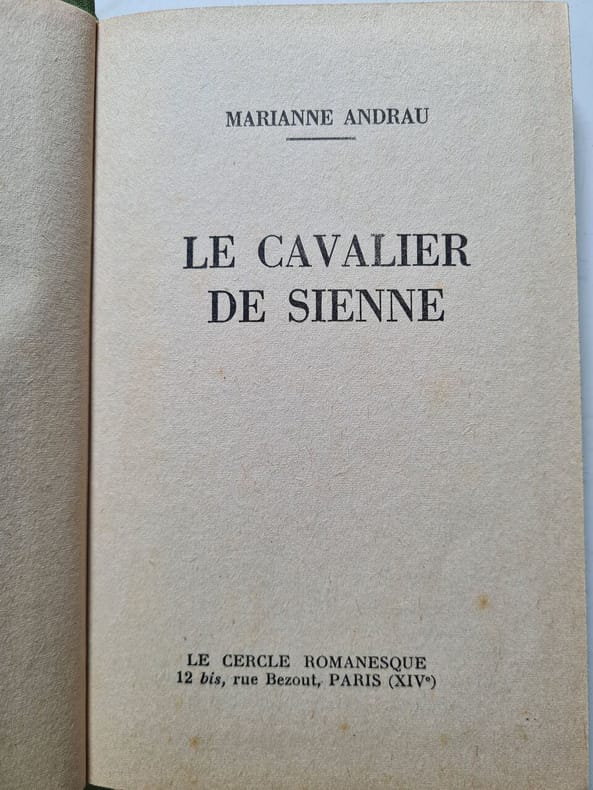 MARIANNE ANDRAU
LE CAVALIER
DE SIENNE
LE CERCLE ROMANESQUE
12 bis, rue Bezout, PARIS (XIVᵉ)